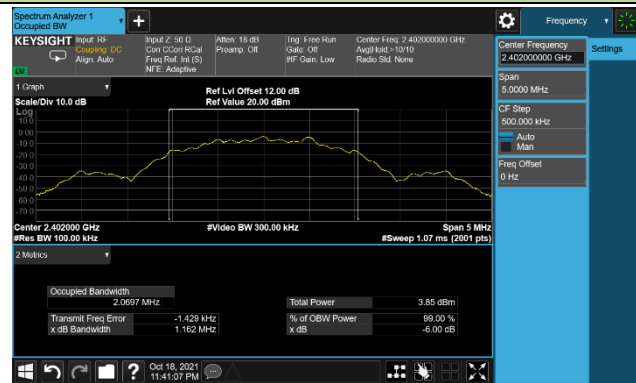 Spectrum Analyzer 1
Occupied BW
Frequency
KEYSIGHT
Input: RF
Coupling: DC
Align: Auto
Input Z: 50 Ω
Corr CCorr RCal
Freq Ref: Int (S)
NFE: Adaptive
Atten: 18 dB
Preamp: Off
Trig: Free Run
Gate: Off
#IF Gain: Low
Center Freq: 2.402000000 GHz
Avg|Hold:>10/10
Radio Std: None
LW
Center Frequency
2.402000000 GHz
Settings
Span
5.0000 MHz
CF Step
500.000 kHz
Auto
Man
Freq Offset
0 Hz
1 Graph
Scale/Div 10.0 dB
Ref Lvl Offset 12.00 dB
Ref Value 20.00 dBm
Log
10.0
0.00
-10.0
-20.0
-30.0
-40.0
-50.0
-60.0
-70.0
Center 2.402000 GHz
#Res BW 100.00 kHz
#Video BW 300.00 kHz
Span 5 MHz
#Sweep 1.07 ms (2001 pts)
2 Metrics
Occupied Bandwidth
2.0697 MHz
Total Power 3.85 dBm
Transmit Freq Error -1.429 kHz
% of OBW Power 99.00 %
x dB Bandwidth 1.162 MHz
x dB -6.00 dB
?
Oct 18, 2021
11:41:07 PM